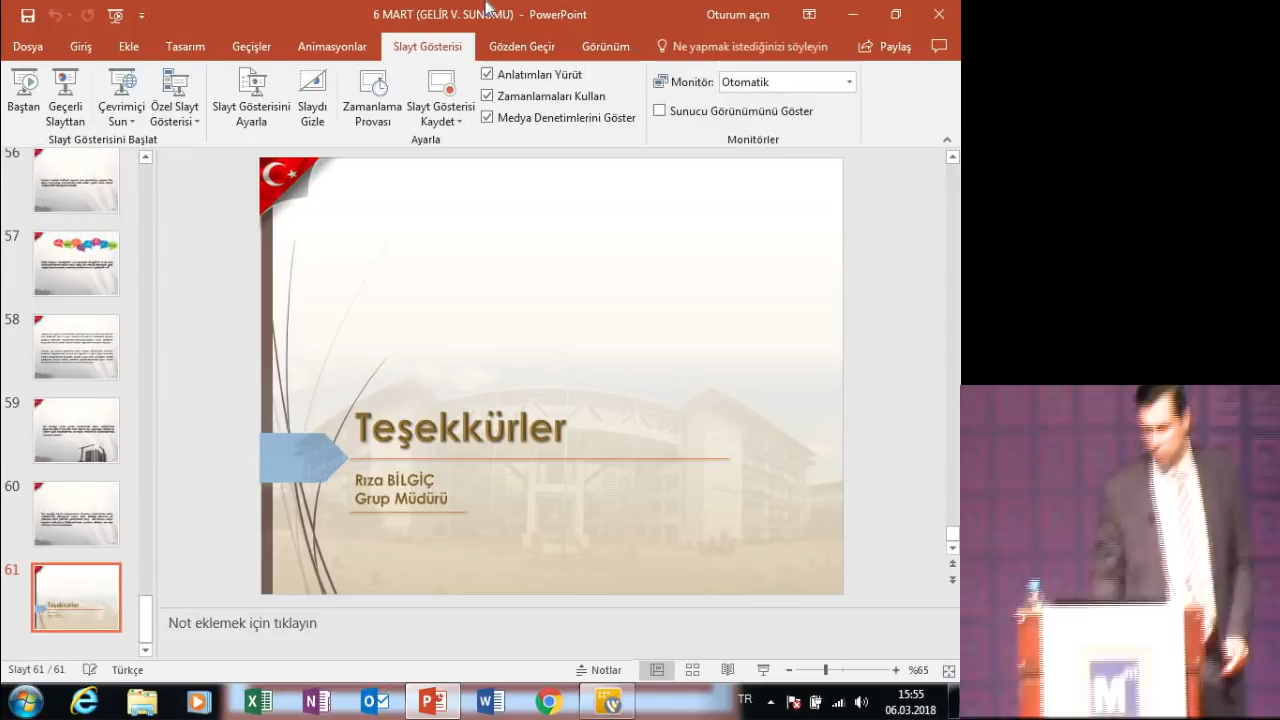 6 MART (GELİR V. SUNUMU) - PowerPoint
Oturum açın
Dosya
Giriş
Ekle
Tasarım
Geçişler
Animasyonlar
Slayt Gösterisi
Gözden Geçir
Görünüm
Ne yapmak istediğinizi söyleyin
Paylaş
Baştan
Geçerli Slayttan
Çevrimiçi Sun
Özel Slayt Gösterisi
Slayt Gösterisini Başlat
Slayt Gösterisini Ayarla
Slaydı Gizle
Zamanlama Provası
Slayt Gösterisi Kaydet
Anlatımları Yürüt
Zamanlamaları Kullan
Medya Denetimlerini Göster
Ayarla
Monitör: Otomatik
Sunucu Görünümünü Göster
Monitörler
56
57
58
59
60
61
Teşekkürler
Teşekkürler
Rıza BİLGİÇ
Grup Müdürü
Not eklemek için tıklayın
Slayt 61 / 61
Türkçe
Notlar
%65
TR
15:55
06.03.2018
M